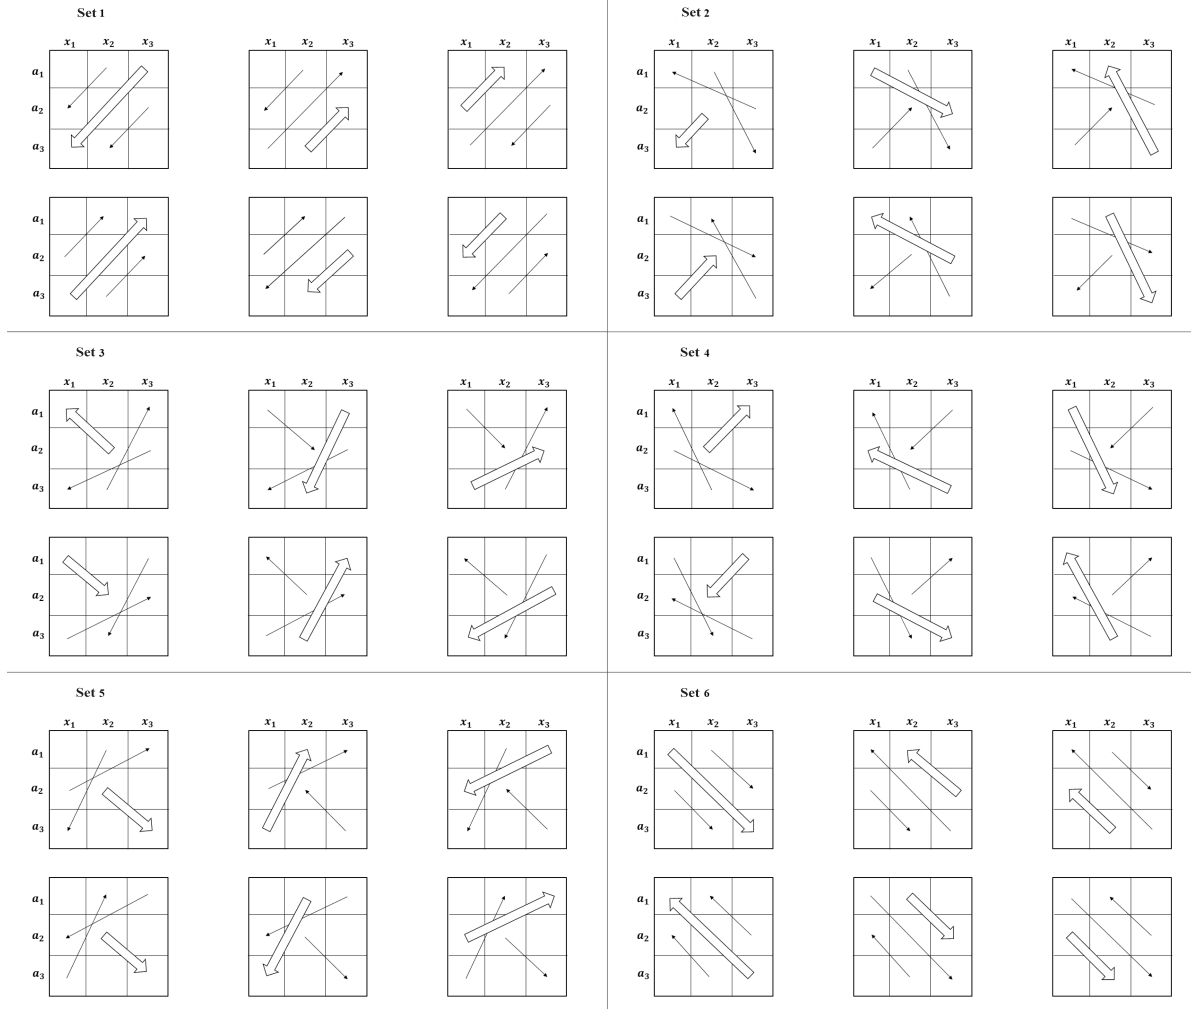 Set 1
x₁ x₂ x₃ x₁ x₂ x₃ x₁ x₂ x₃
a₁
a₂
a₃
a₁
a₂
a₃
Set 2
x₁ x₂ x₃ x₁ x₂ x₃ x₁ x₂ x₃
a₁
a₂
a₃
a₁
a₂
a₃
Set 3
x₁ x₂ x₃ x₁ x₂ x₃ x₁ x₂ x₃
a₁
a₂
a₃
a₁
a₂
a₃
Set 4
x₁ x₂ x₃ x₁ x₂ x₃ x₁ x₂ x₃
a₁
a₂
a₃
a₁
a₂
a₃
Set 5
x₁ x₂ x₃ x₁ x₂ x₃ x₁ x₂ x₃
a₁
a₂
a₃
a₁
a₂
a₃
Set 6
x₁ x₂ x₃ x₁ x₂ x₃ x₁ x₂ x₃
a₁
a₂
a₃
a₁
a₂
a₃